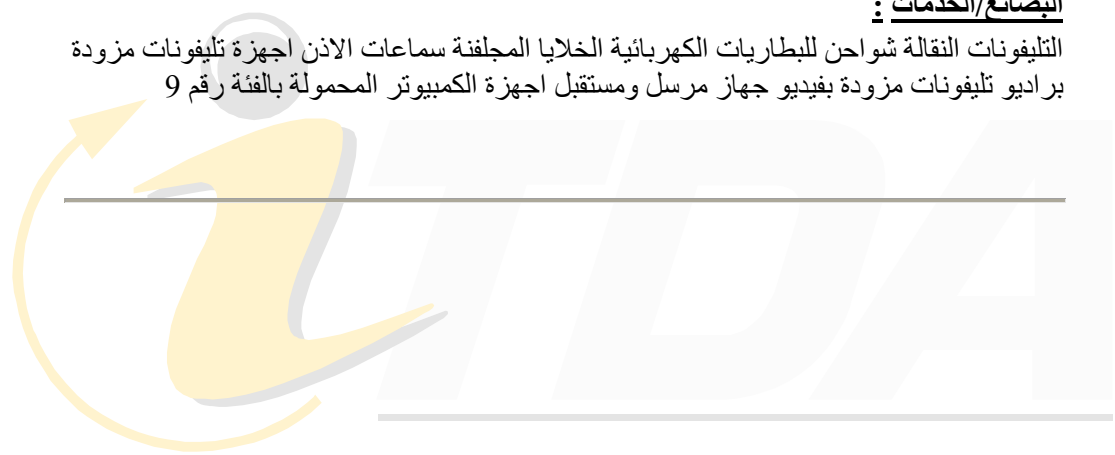 البضائع/الخدمات :
التليفونات النقالة شواحن للبطاريات الكهربائية الخلايا المجلفنة سماعات الاذن اجهزة تليفونات مزودة
براديو تليفونات مزودة بفيديو جهاز مرسل ومستقبل اجهزة الكمبيوتر المحمولة بالفئة رقم 9
iTDA